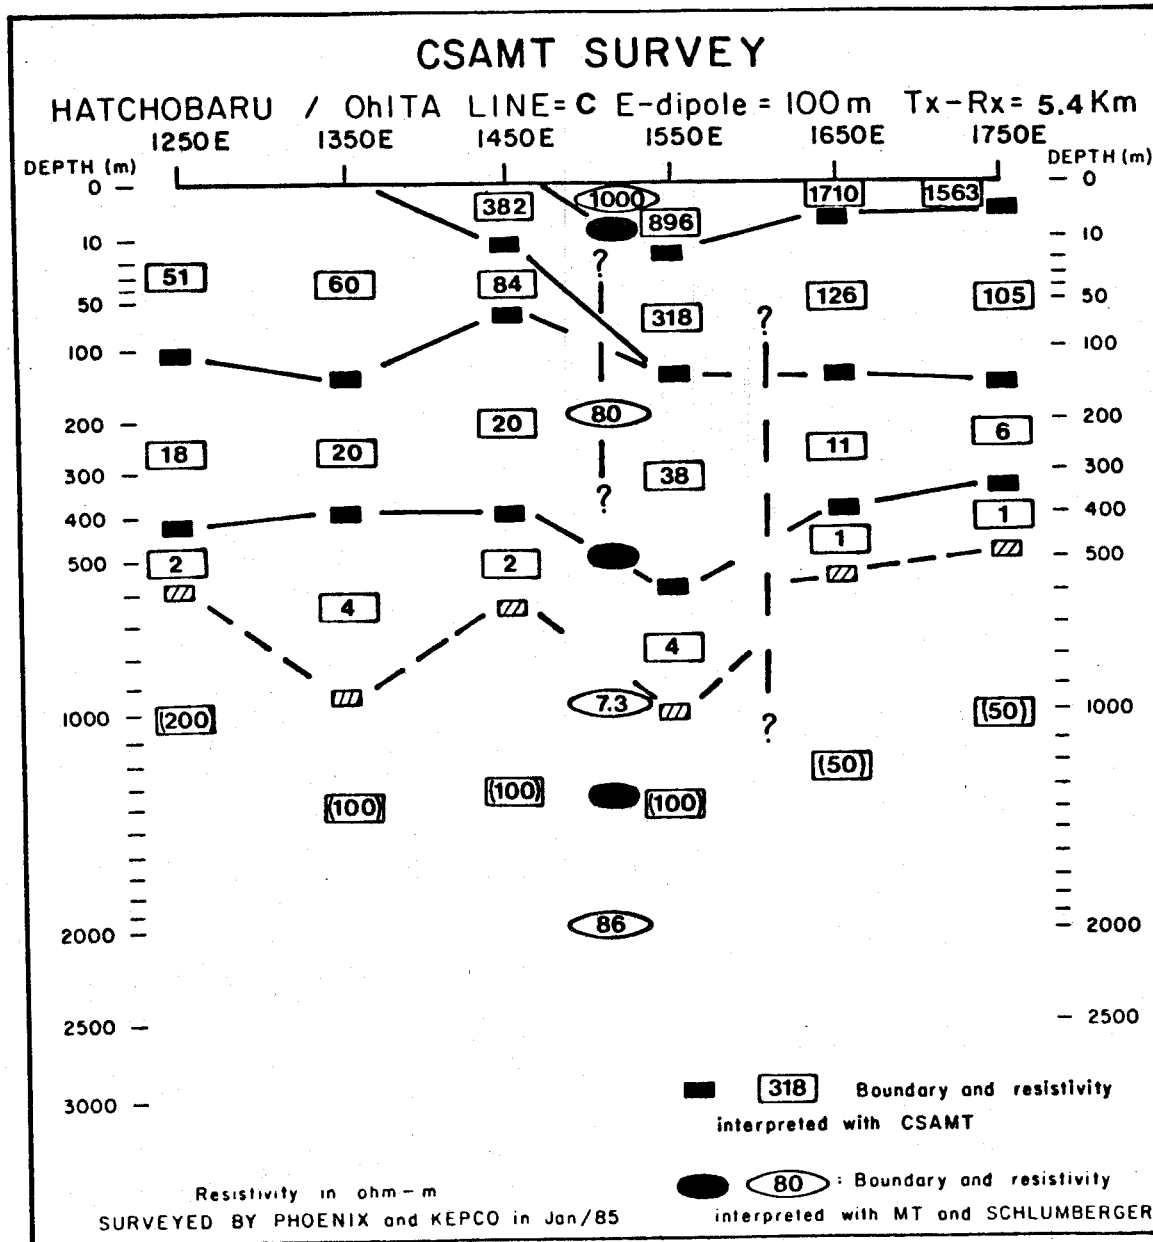 CSAMT SURVEY
HATCHOBARU / OhITA LINE=C E-dipole = 100m Tx-Rx= 5.4Km
1250E 1350E 1450E 1550E 1650E 1750E
DEPTH (m) DEPTH (m)
0 0
382 1000 896 1710 1563
10 10
51 60 84 ? 318 126 105
50 ? 50
100 100
200 20 80 6 200
18 20 38 11
300 300
400 ? 400
1 1
500 2 2 500
4 4
7.3
1000 (200) ? (50) 1000
(50)
(100) (100) (100)
2000 86 2000
2500 2500
3000
318 Boundary and resistivity
interpreted with CSAMT
80 : Boundary and resistivity
interpreted with MT and SCHLUMBERGER
Resistivity in ohm-m
SURVEYED BY PHOENIX and KEPCO in Jan/85